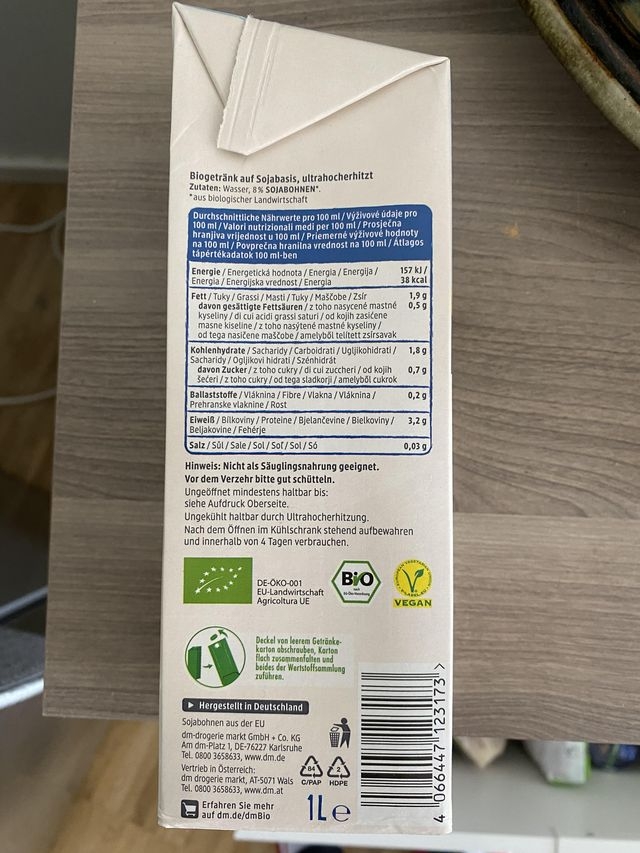 Biogetränk auf Sojabasis, ultrahocherhitzt
Zutaten: Wasser, 8% SOJABOHNEN*.
*aus biologischer Landwirtschaft
Durchschnittliche Nährwerte pro 100 ml / Výživové údaje pro
100 ml / Valori nutrizionali medi per 100 ml / Prosječna
hranjiva vrijednost u 100 ml / Priemerné výživové hodnoty
na 100 ml / Povprečna hranilna vrednost na 100 ml / Átlagos
tápértékadatok 100 ml-ben
Energie / Energetická hodnota / Energia / Energija / 157 kJ /
Energia / Energijska vrednost / Energia 38 kcal
Fett / Tuky / Grassi / Masti / Tuky / Maščobe / Zsír 1,9 g
davon gesättigte Fettsäuren / z toho nasycené mastné 0,5 g
kyseliny / di cui acidi grassi saturi / od kojih zasićene
masne kiseline / z toho nasýtené mastné kyseliny /
od tega nasičene maščobe / amelyből telített zsírsavak
Kohlenhydrate / Sacharidy / Carboidrati / Ugljikohidrati / 1,8 g
Sacharidy / Ogljikovi hidrati / Szénhidrát
davon Zucker / z toho cukry / di cui zuccheri / od kojih 0,7 g
šećeri / z toho cukry / od tega sladkorji / amelyből cukrok
Ballaststoffe / Vláknina / Fibre / Vlakna / Vláknina / 0,2 g
Prehranske vlaknine / Rost
Eiweiß / Bílkoviny / Proteine / Bjelančevine / Bielkoviny / 3,2 g
Beljakovine / Fehérje
Salz / Sůl / Sale / Sol / Soľ / Sol / Só 0,03 g
Hinweis: Nicht als Säuglingsnahrung geeignet.
Vor dem Verzehr bitte gut schütteln.
Ungeöffnet mindestens haltbar bis:
siehe Aufdruck Oberseite.
Ungekühlt haltbar durch Ultrahocherhitzung.
Nach dem Öffnen im Kühlschrank stehend aufbewahren
und innerhalb von 4 Tagen verbrauchen.
DE-ÖKO-001
EU-Landwirtschaft
Agricoltura UE
Bio
VEGAN
Deckel von leerem Getränke-
karton abschrauben, Karton
flach zusammenfalten und
beides der Wertstoffsammlung
zuführen.
Hergestellt in Deutschland
Sojabohnen aus der EU
dm-drogerie markt GmbH + Co. KG
Am dm-Platz 1, DE-76227 Karlsruhe
Tel. 0800 3658633, www.dm.de
Vertrieb in Österreich:
dm drogerie markt, AT-5071 Wals
Tel. 0800 3658633, www.dm.at
84
C/PAP
2
HDPE
Erfahren Sie mehr
auf dm.de/dmBio
1L e
4 066447 123173 >